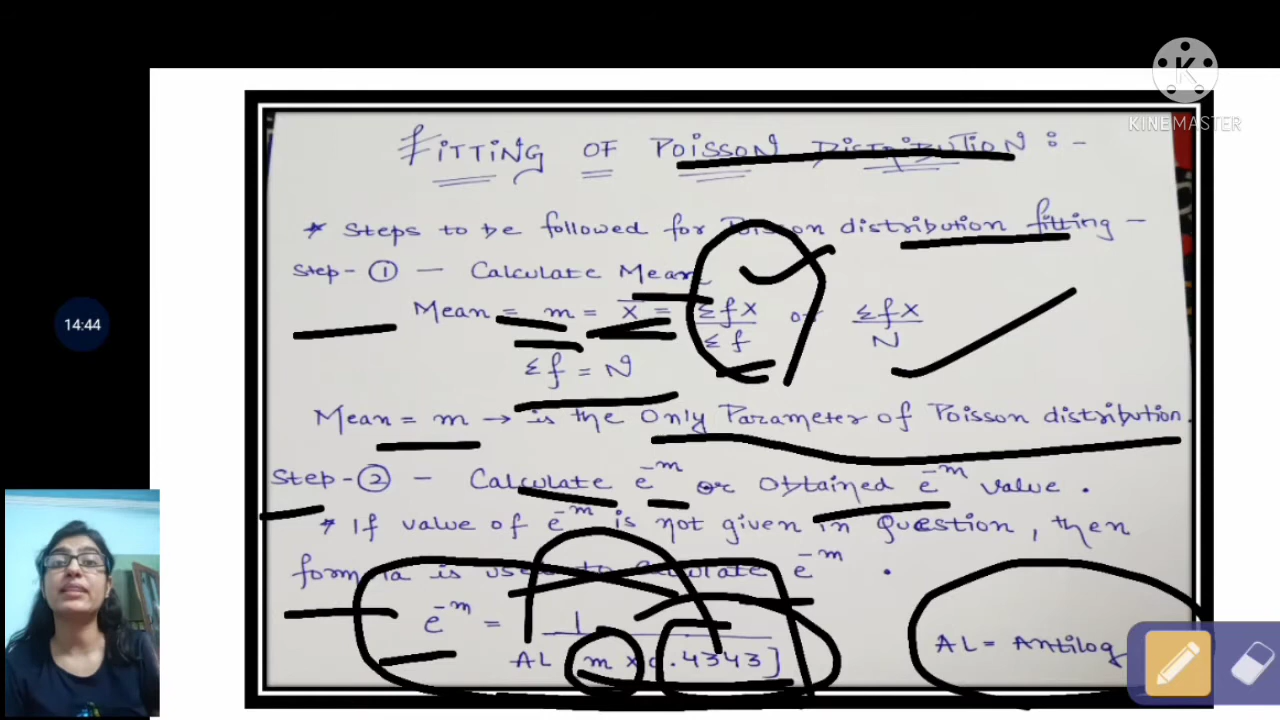 KINEMASTER
FITTING OF POISSON DISTRIBUTION :-
* Steps to be followed for Poisson distribution fitting -
Step-① - Calculate Mean
Mean = m = x̄ = Σfx/Σf or Σfx/N
Σf = N
Mean = m → is the Only Parameter of Poisson distribution.
Step-② - Calculate e⁻ᵐ or Obtained e⁻ᵐ value.
* If value of e⁻ᵐ is not given in Question, then
formula is used to Calculate e⁻ᵐ.
e⁻ᵐ = 1/AL m × 0.4343]
AL = Antilog
14:44